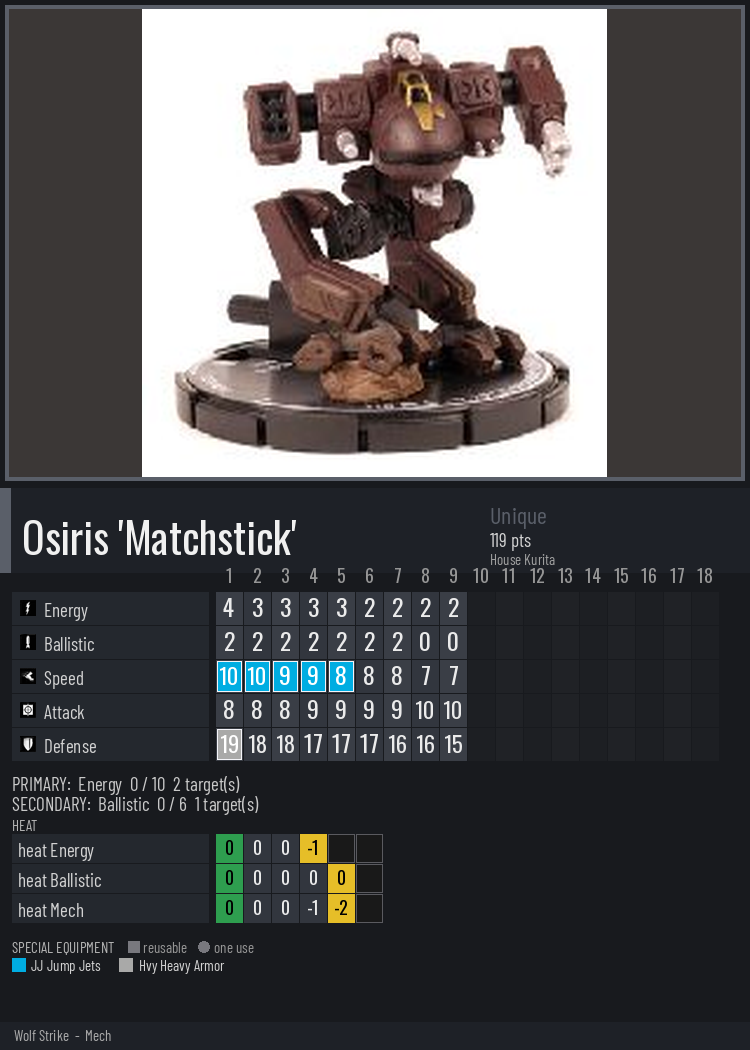 Osiris 'Matchstick'
Unique
119 pts
House Kurita
1 2 3 4 5 6 7 8 9 10 11 12 13 14 15 16 17 18
Energy 4 3 3 3 3 2 2 2 2
Ballistic 2 2 2 2 2 2 2 0 0
Speed 10 10 9 9 8 8 8 7 7
Attack 8 8 8 9 9 9 9 10 10
Defense 19 18 18 17 17 17 16 16 15
PRIMARY: Energy 0 / 10 2 target(s)
SECONDARY: Ballistic 0 / 6 1 target(s)
HEAT
heat Energy 0 0 0 -1
heat Ballistic 0 0 0 0 0
heat Mech 0 0 0 -1 -2
SPECIAL EQUIPMENT reusable one use
JJ Jump Jets Hvy Heavy Armor
Wolf Strike - Mech